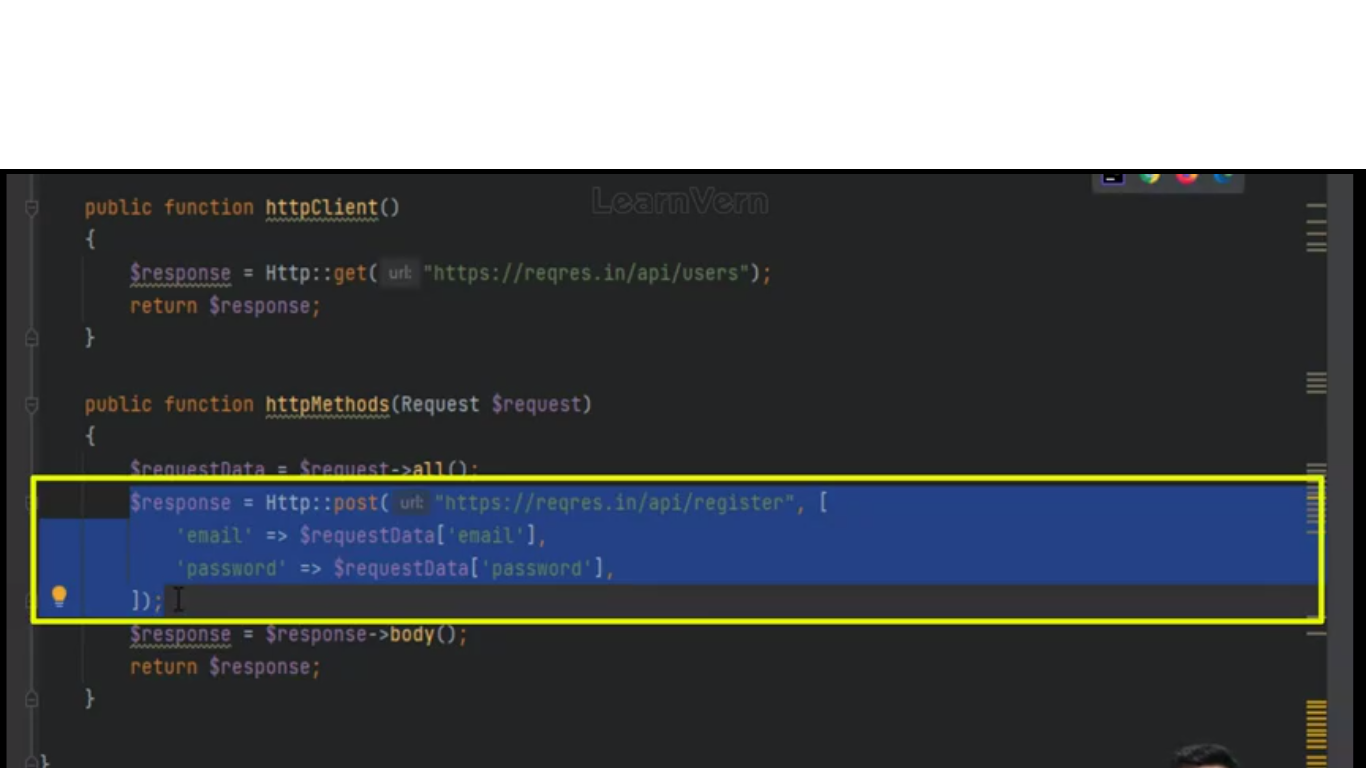 LearnVern
public function httpClient()
{
$response = Http::get( url: "https://reqres.in/api/users");
return $response;
}
public function httpMethods(Request $request)
{
$requestData = $request->all();
$response = Http::post( url: "https://reqres.in/api/register", [
'email' => $requestData['email'],
'password' => $requestData['password'],
]);
$response = $response->body();
return $response;
}
}